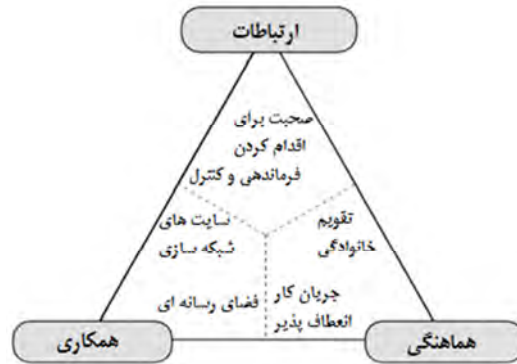 ارتباطات
صحبت برای
اقدام کردن
فرماندهی و کنترل
تقویم
خانوادگی
سایت های
شبکه سازی
جریان کار
انعطاف پذیر
فضای رسانه ای
هماهنگی
همکاری